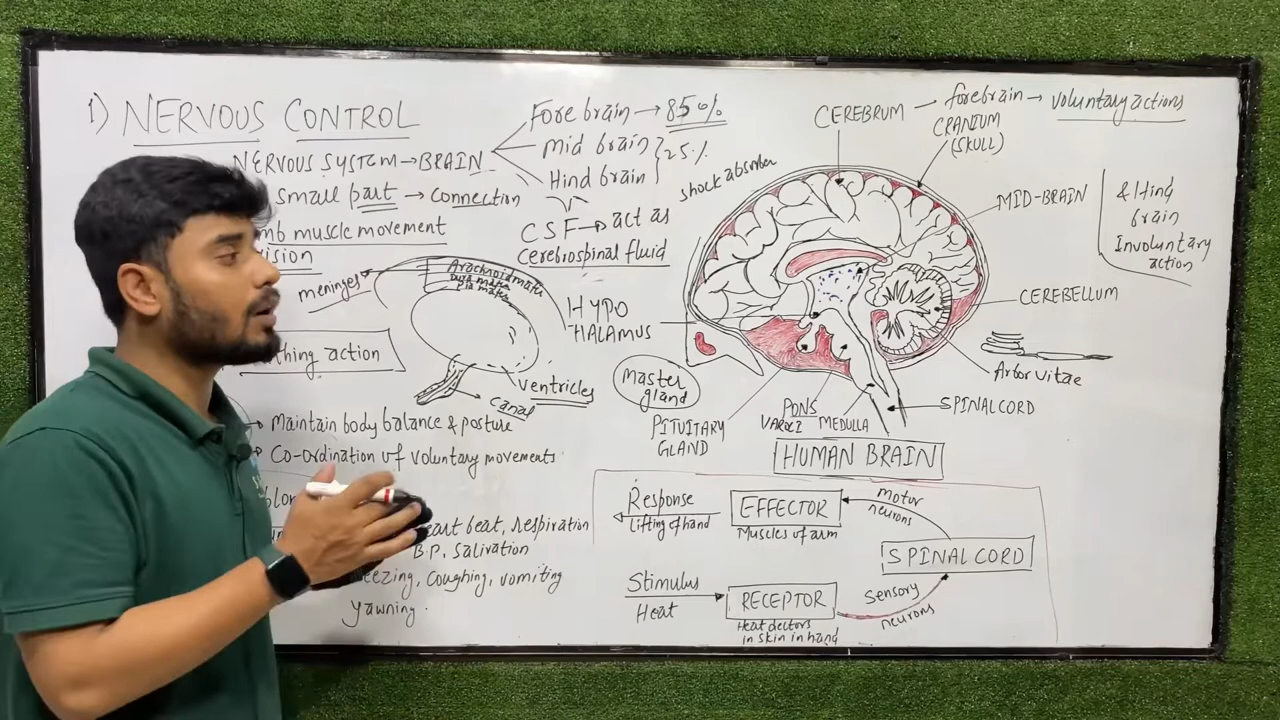 1) NERVOUS CONTROL
NERVOUS SYSTEM → BRAIN
Fore brain → 85%
Mid brain
Hind brain
} 25%
small part → connection
muscle movement
CSF → act as
cerebrospinal fluid
shock absorber
meninges
Arachnoid mater
Dura mater
Pia mater
ventricles
canal
action
→ Maintain body balance & posture
→ Co-ordination of voluntary movements
heart beat, respiration
B.P, salivation
coughing, vomiting
yawning.
CEREBRUM → forebrain → voluntary actions
CRANIUM
(SKULL)
MID-BRAIN
& Hind
brain
Involuntary
action
CEREBELLUM
Arbor vitae
SPINAL CORD
HYPO
THALAMUS
Master
gland
PITUITARY
GLAND
PONS
VAROLI
MEDULLA
HUMAN BRAIN
Response
Lifting of hand
EFFECTOR
Muscles of arm
motor
neurons
SPINAL CORD
Stimulus
Heat
RECEPTOR
Heat dectors
in skin in hand
sensory
neurons